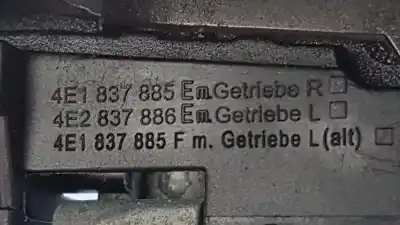 4E1 837 885 E m. Getriebe R
4E2 837 886 E m. Getriebe L
4E1 837 885 F m. Getriebe L (alt)